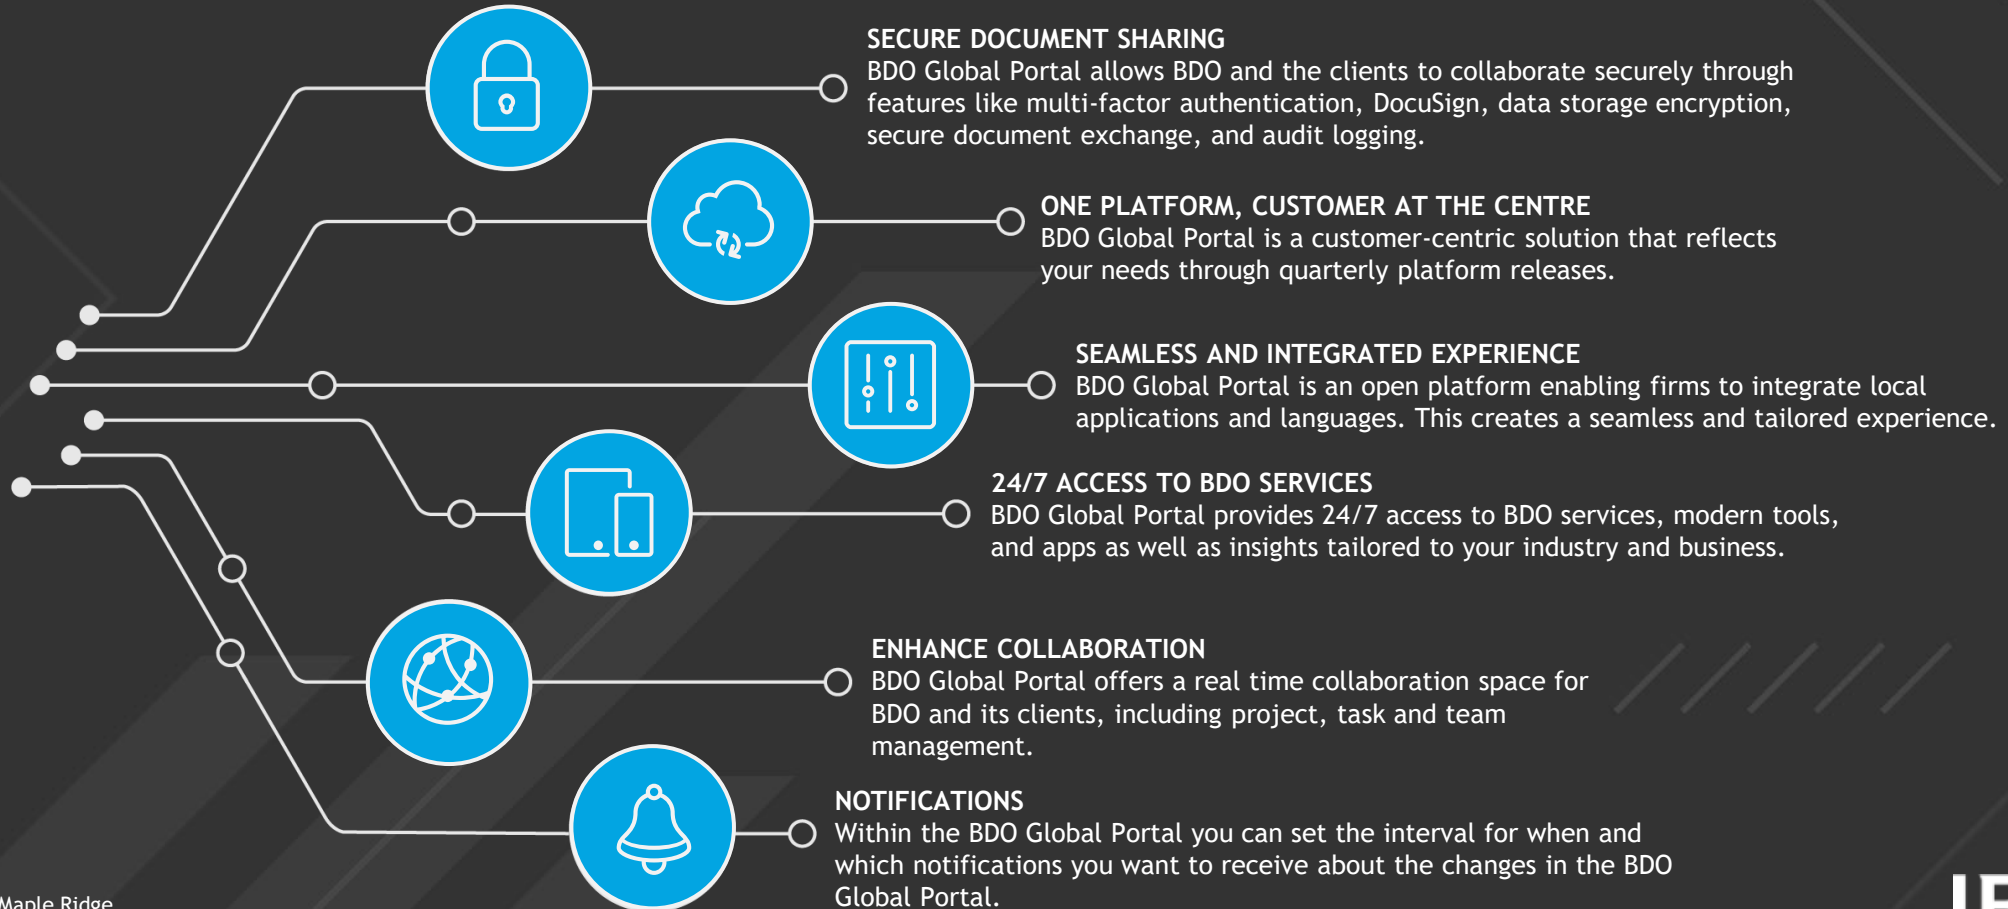 SECURE DOCUMENT SHARING
BDO Global Portal allows BDO and the clients to collaborate securely through
features like multi-factor authentication, DocuSign, data storage encryption,
secure document exchange, and audit logging.
ONE PLATFORM, CUSTOMER AT THE CENTRE
BDO Global Portal is a customer-centric solution that reflects
your needs through quarterly platform releases.
SEAMLESS AND INTEGRATED EXPERIENCE
BDO Global Portal is an open platform enabling firms to integrate local
applications and languages. This creates a seamless and tailored experience.
24/7 ACCESS TO BDO SERVICES
BDO Global Portal provides 24/7 access to BDO services, modern tools,
and apps as well as insights tailored to your industry and business.
ENHANCE COLLABORATION
BDO Global Portal offers a real time collaboration space for
BDO and its clients, including project, task and team
management.
NOTIFICATIONS
Within the BDO Global Portal you can set the interval for when and
which notifications you want to receive about the changes in the BDO
Global Portal.
Maple Ridge